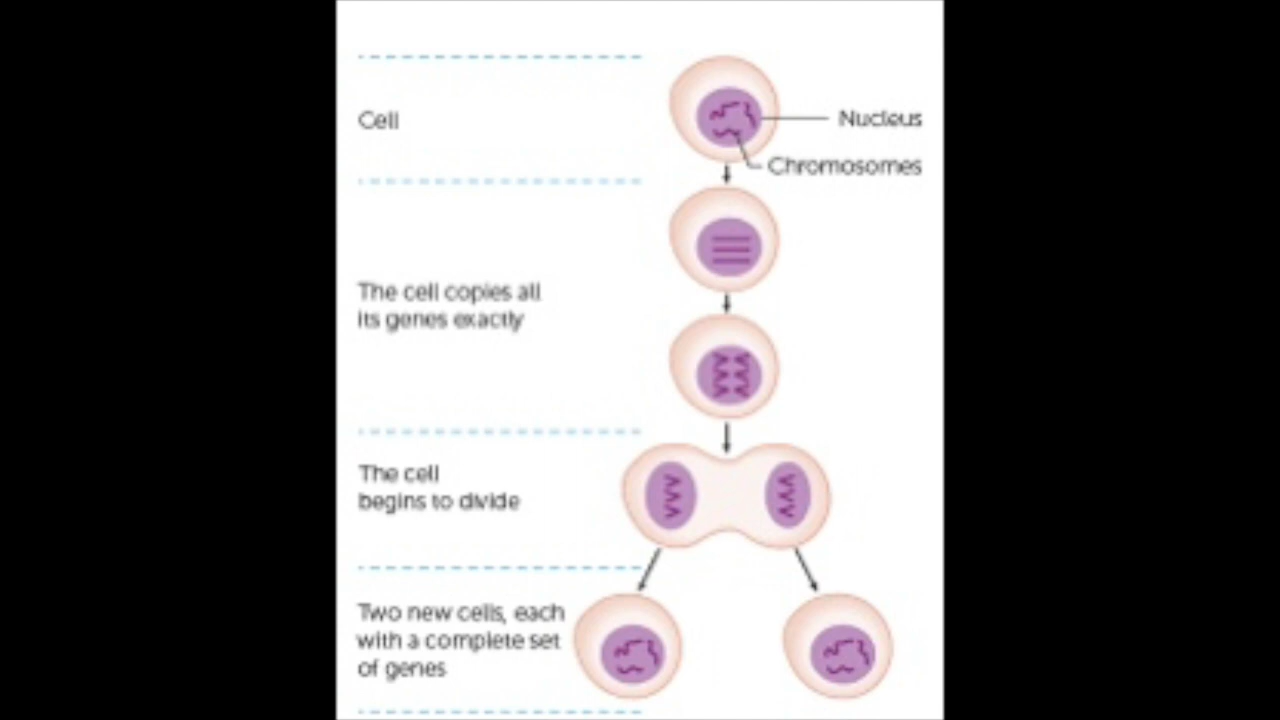 Cell
Nucleus
Chromosomes
The cell copies all
its genes exactly
The cell
begins to divide
Two new cells, each
with a complete set
of genes